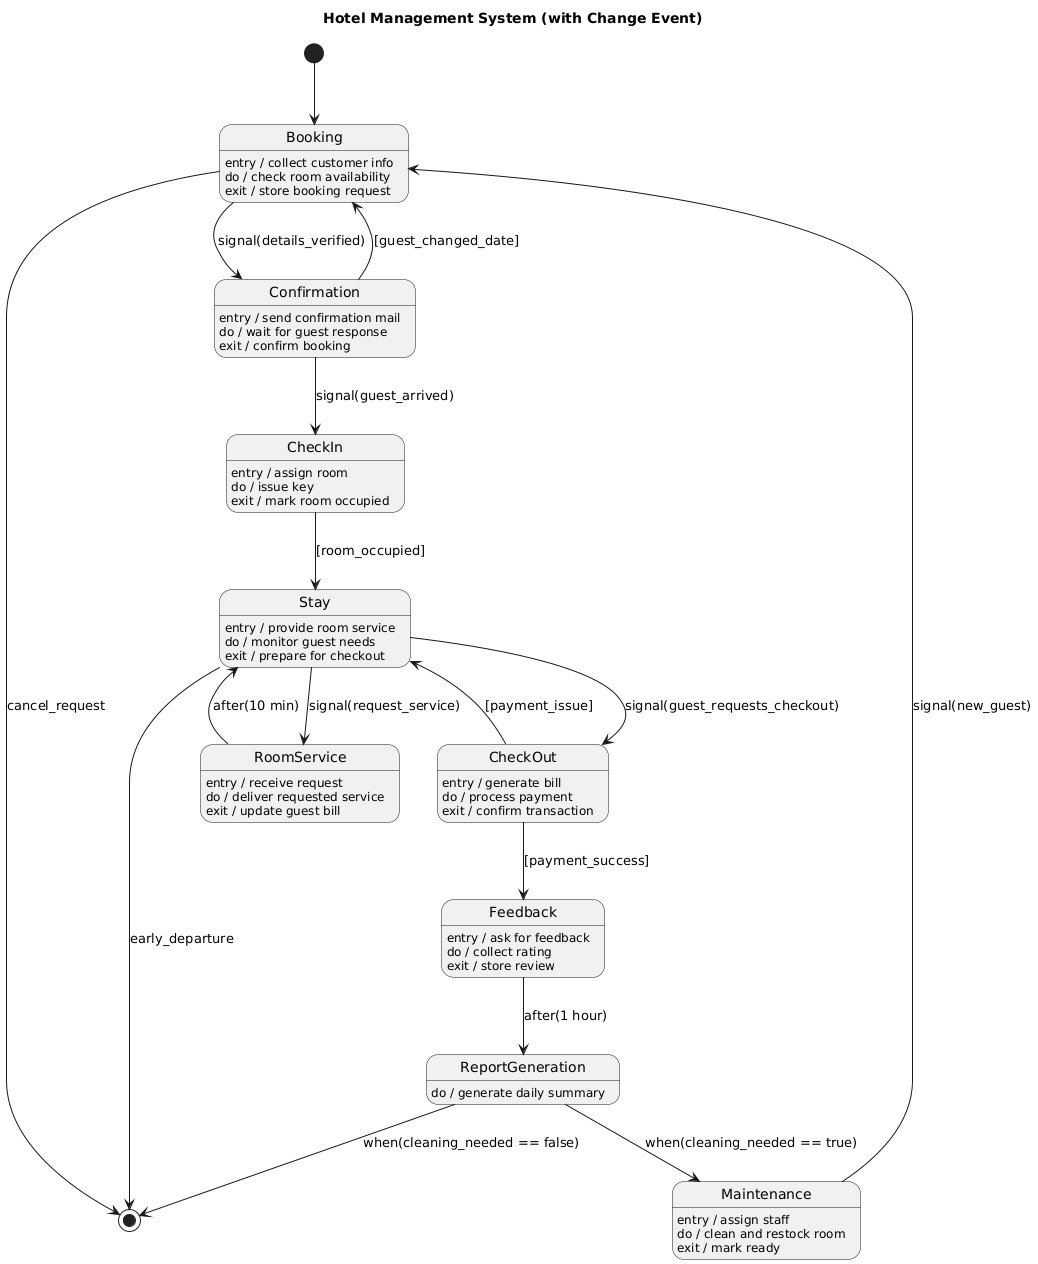 Hotel Management System (with Change Event)
Booking
entry / collect customer info
do / check room availability
exit / store booking request
signal(details_verified)
[guest_changed_date]
Confirmation
entry / send confirmation mail
do / wait for guest response
exit / confirm booking
signal(guest_arrived)
CheckIn
entry / assign room
do / issue key
exit / mark room occupied
[room_occupied]
Stay
entry / provide room service
do / monitor guest needs
exit / prepare for checkout
cancel_request
after(10 min)
signal(request_service)
[payment_issue]
signal(guest_requests_checkout)
signal(new_guest)
RoomService
entry / receive request
do / deliver requested service
exit / update guest bill
CheckOut
entry / generate bill
do / process payment
exit / confirm transaction
[payment_success]
Feedback
entry / ask for feedback
do / collect rating
exit / store review
early_departure
after(1 hour)
ReportGeneration
do / generate daily summary
when(cleaning_needed == false)
when(cleaning_needed == true)
Maintenance
entry / assign staff
do / clean and restock room
exit / mark ready